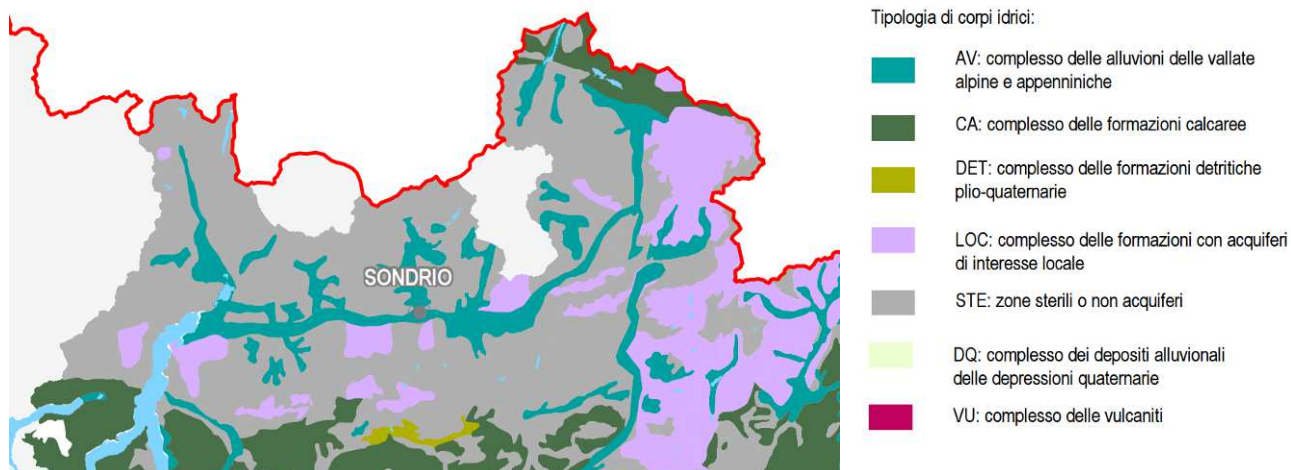 Tipologia di corpi idrici:
AV: complesso delle alluvioni delle vallate
alpine e appenniniche
CA: complesso delle formazioni calcaree
DET: complesso delle formazioni detritiche
plio-quaternarie
SONDRIO
LOC: complesso delle formazioni con acquiferi
di interesse locale
STE: zone sterili o non acquiferi
DQ: complesso dei depositi alluvionali
delle depressioni quaternarie
VU: complesso delle vulcaniti